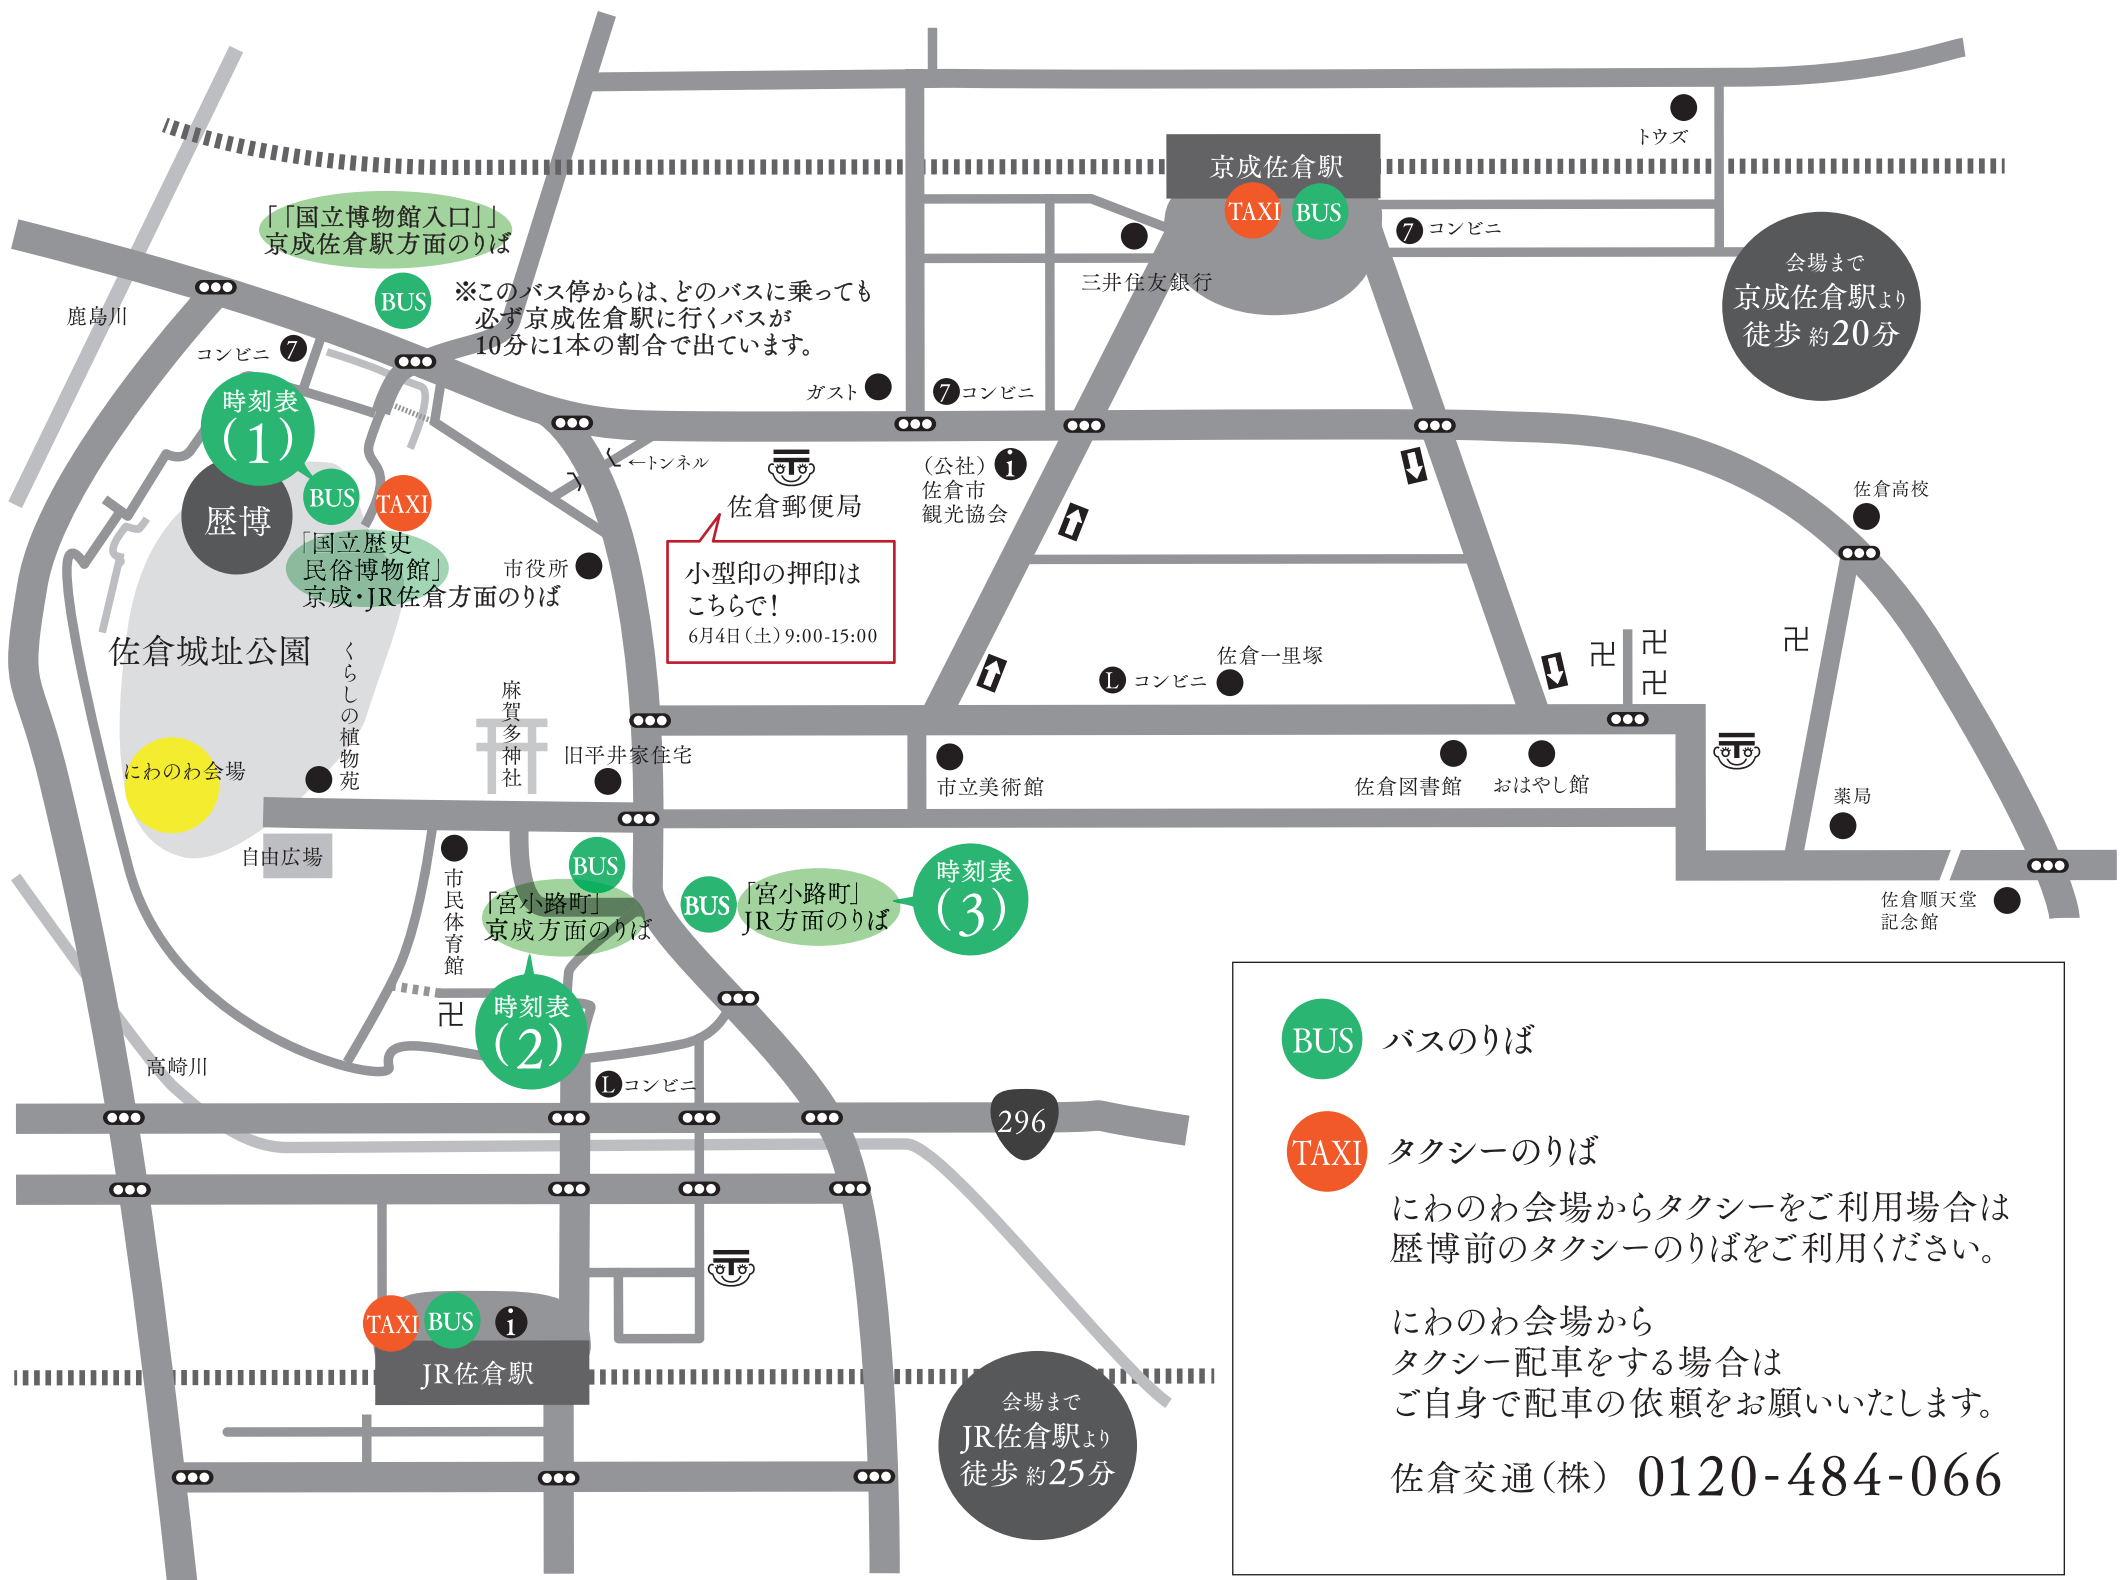 トウズ
京成佐倉駅
TAXI
BUS
7
コンビニ
三井住友銀行
会場まで
京成佐倉駅より
徒歩 約20分
「「国立博物館入口」」
京成佐倉駅方面のりば
BUS
※このバス停からは、どのバスに乗っても
必ず京成佐倉駅に行くバスが
10分に1本の割合で出ています。
鹿島川
コンビニ
7
ガスト
7
コンビニ
時刻表
(1)
←トンネル
佐倉郵便局
(公社)
佐倉市
観光協会
i
佐倉高校
歴博
BUS
TAXI
「国立歴史
民俗博物館」
京成・JR佐倉方面のりば
市役所
小型印の押印は
こちらで!
6月4日(土)9:00-15:00
佐倉城址公園
くらしの植物苑
麻賀多神社
旧平井家住宅
L
コンビニ
佐倉一里塚
卍
卍
卍
卍
にわのわ会場
市立美術館
佐倉図書館
おはやし館
薬局
自由広場
市民体育館
BUS
「宮小路町」
京成方面のりば
BUS
「宮小路町」
JR方面のりば
時刻表
(3)
佐倉順天堂
記念館
卍
時刻表
(2)
高崎川
L
コンビニ
296
TAXI
BUS
i
JR佐倉駅
会場まで
JR佐倉駅より
徒歩 約25分
BUS
バスのりば
TAXI
タクシーのりば
にわのわ会場からタクシーをご利用場合は
歴博前のタクシーのりばをご利用ください。
にわのわ会場から
タクシー配車をする場合は
ご自身で配車の依頼をお願いいたします。
佐倉交通(株) 0120-484-066